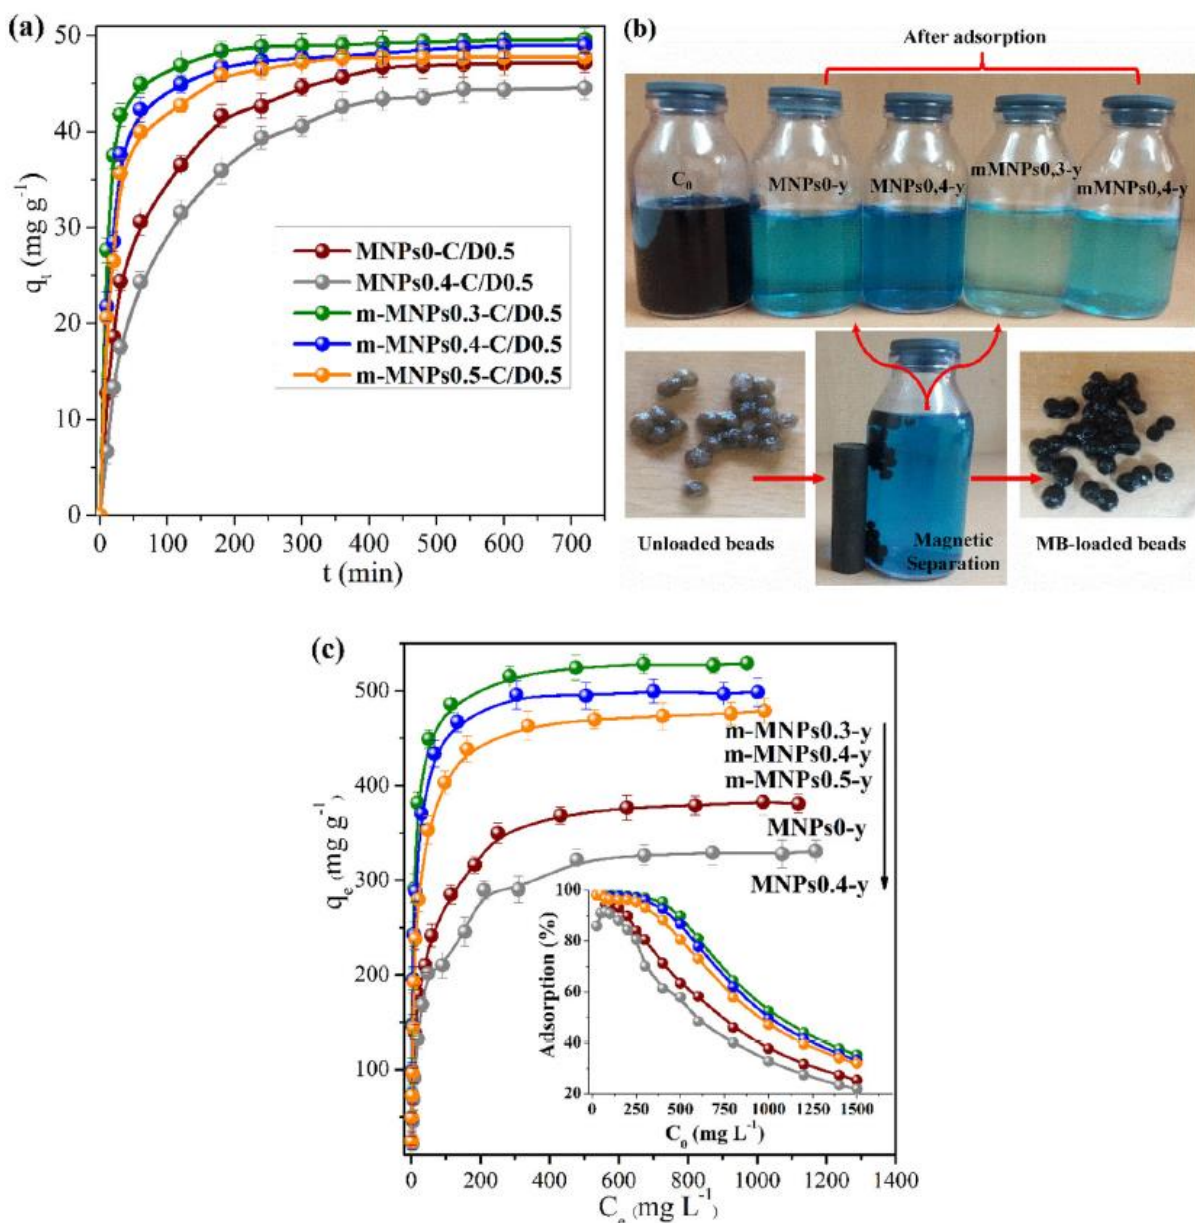 (a)
50
40
30
20
10
0
q_t (mg g⁻¹)
0 100 200 300 400 500 600 700
t (min)
MNPs0-C/D0.5
MNPs0.4-C/D0.5
m-MNPs0.3-C/D0.5
m-MNPs0.4-C/D0.5
m-MNPs0.5-C/D0.5
(b)
After adsorption
C₀
MNPs0-y
MNPs0,4-y
mMNPs0,3-y
mMNPs0,4-y
Unloaded beads
Magnetic
Separation
MB-loaded beads
(c)
500
400
300
200
100
q_e (mg g⁻¹)
0 200 400 600 800 1000 1200 1400
C_e (mg L⁻¹)
m-MNPs0.3-y
m-MNPs0.4-y
m-MNPs0.5-y
MNPs0-y
MNPs0.4-y
100
80
60
40
20
Adsorption (%)
0 250 500 750 1000 1250 1500
C₀ (mg L⁻¹)